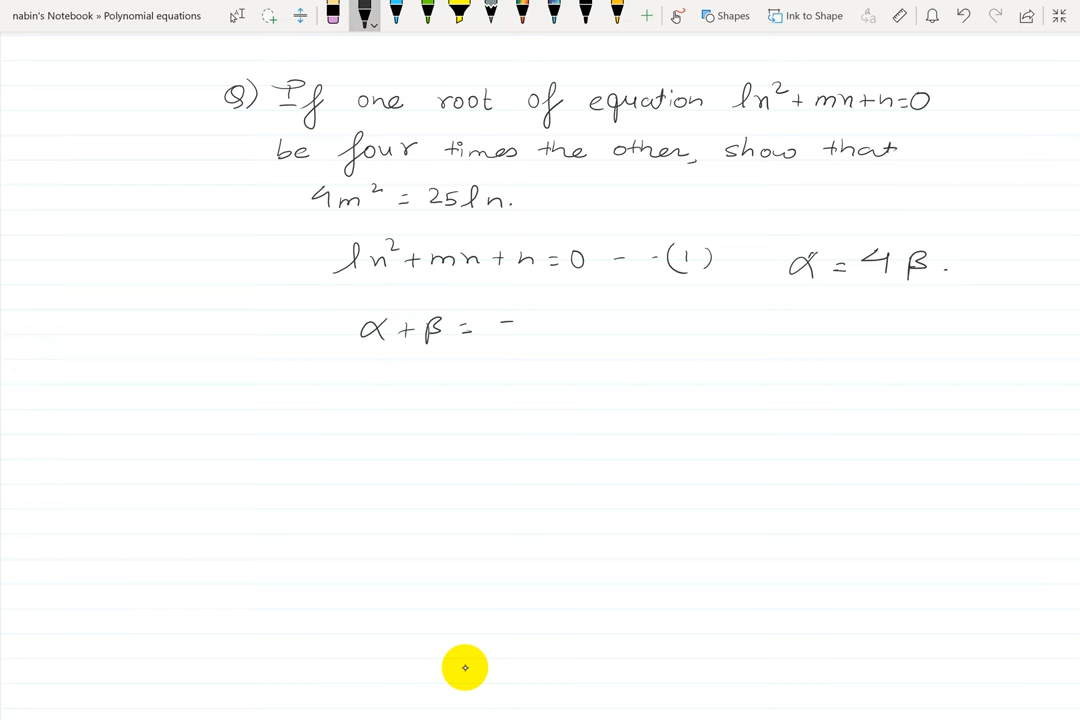 nabin's Notebook » Polynomial equations
Shapes
Ink to Shape
Q) If one root of equation lx² + mx + n = 0
be four times the other, show that
4m² = 25ln.
lx² + mx + n = 0 - - (1)
α = 4β.
α + β = -